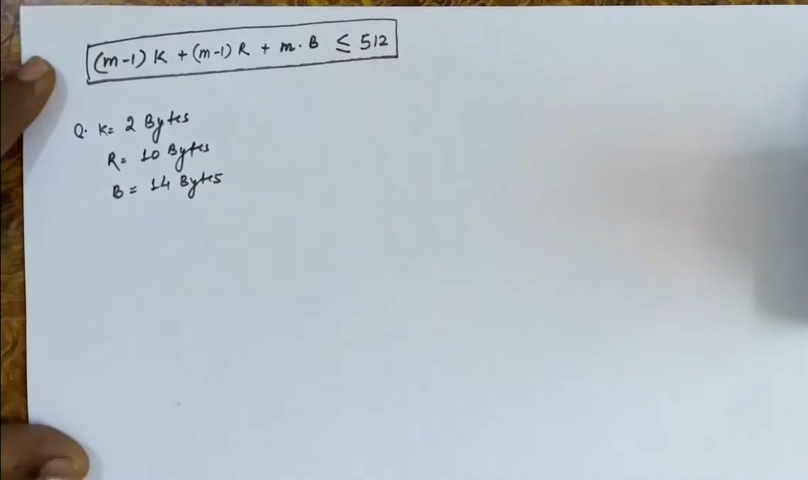 (m-1) K + (m-1) R + m. B ≤ 512
Q. K= 2 Bytes
R= 10 Bytes
B = 14 Bytes